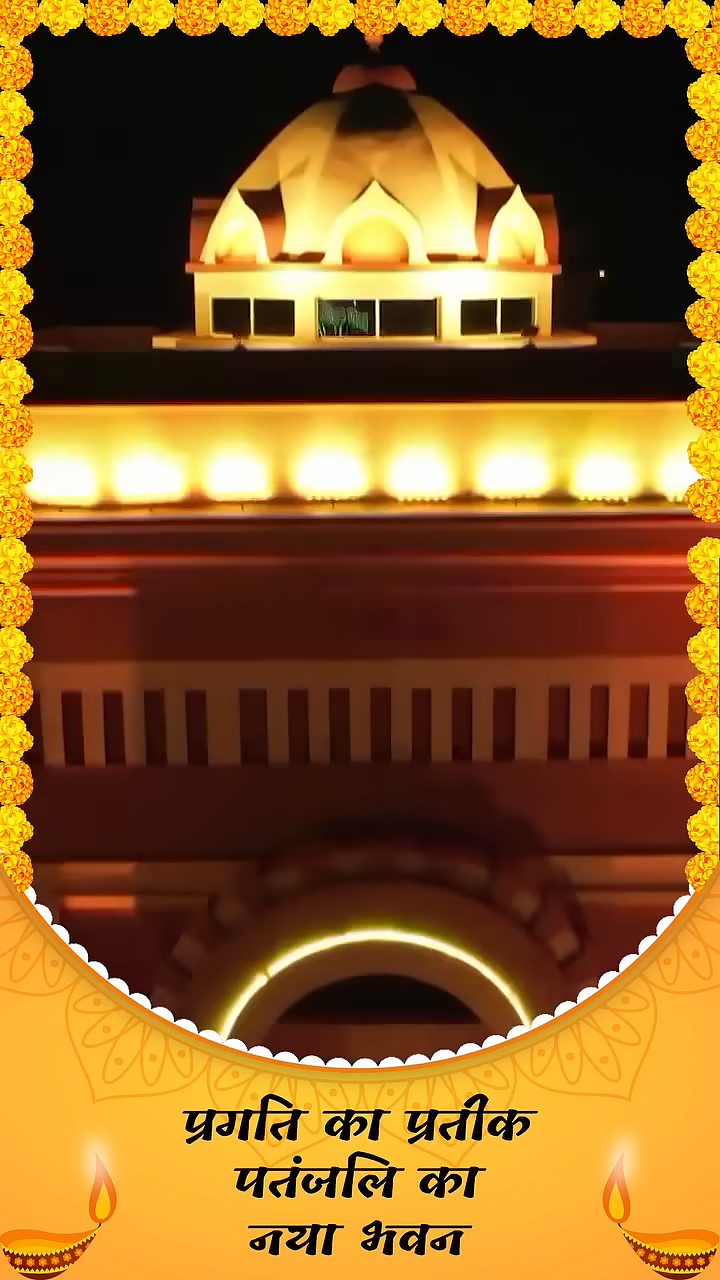 प्रगति का प्रतीक
पतंजलि का
नया भवन